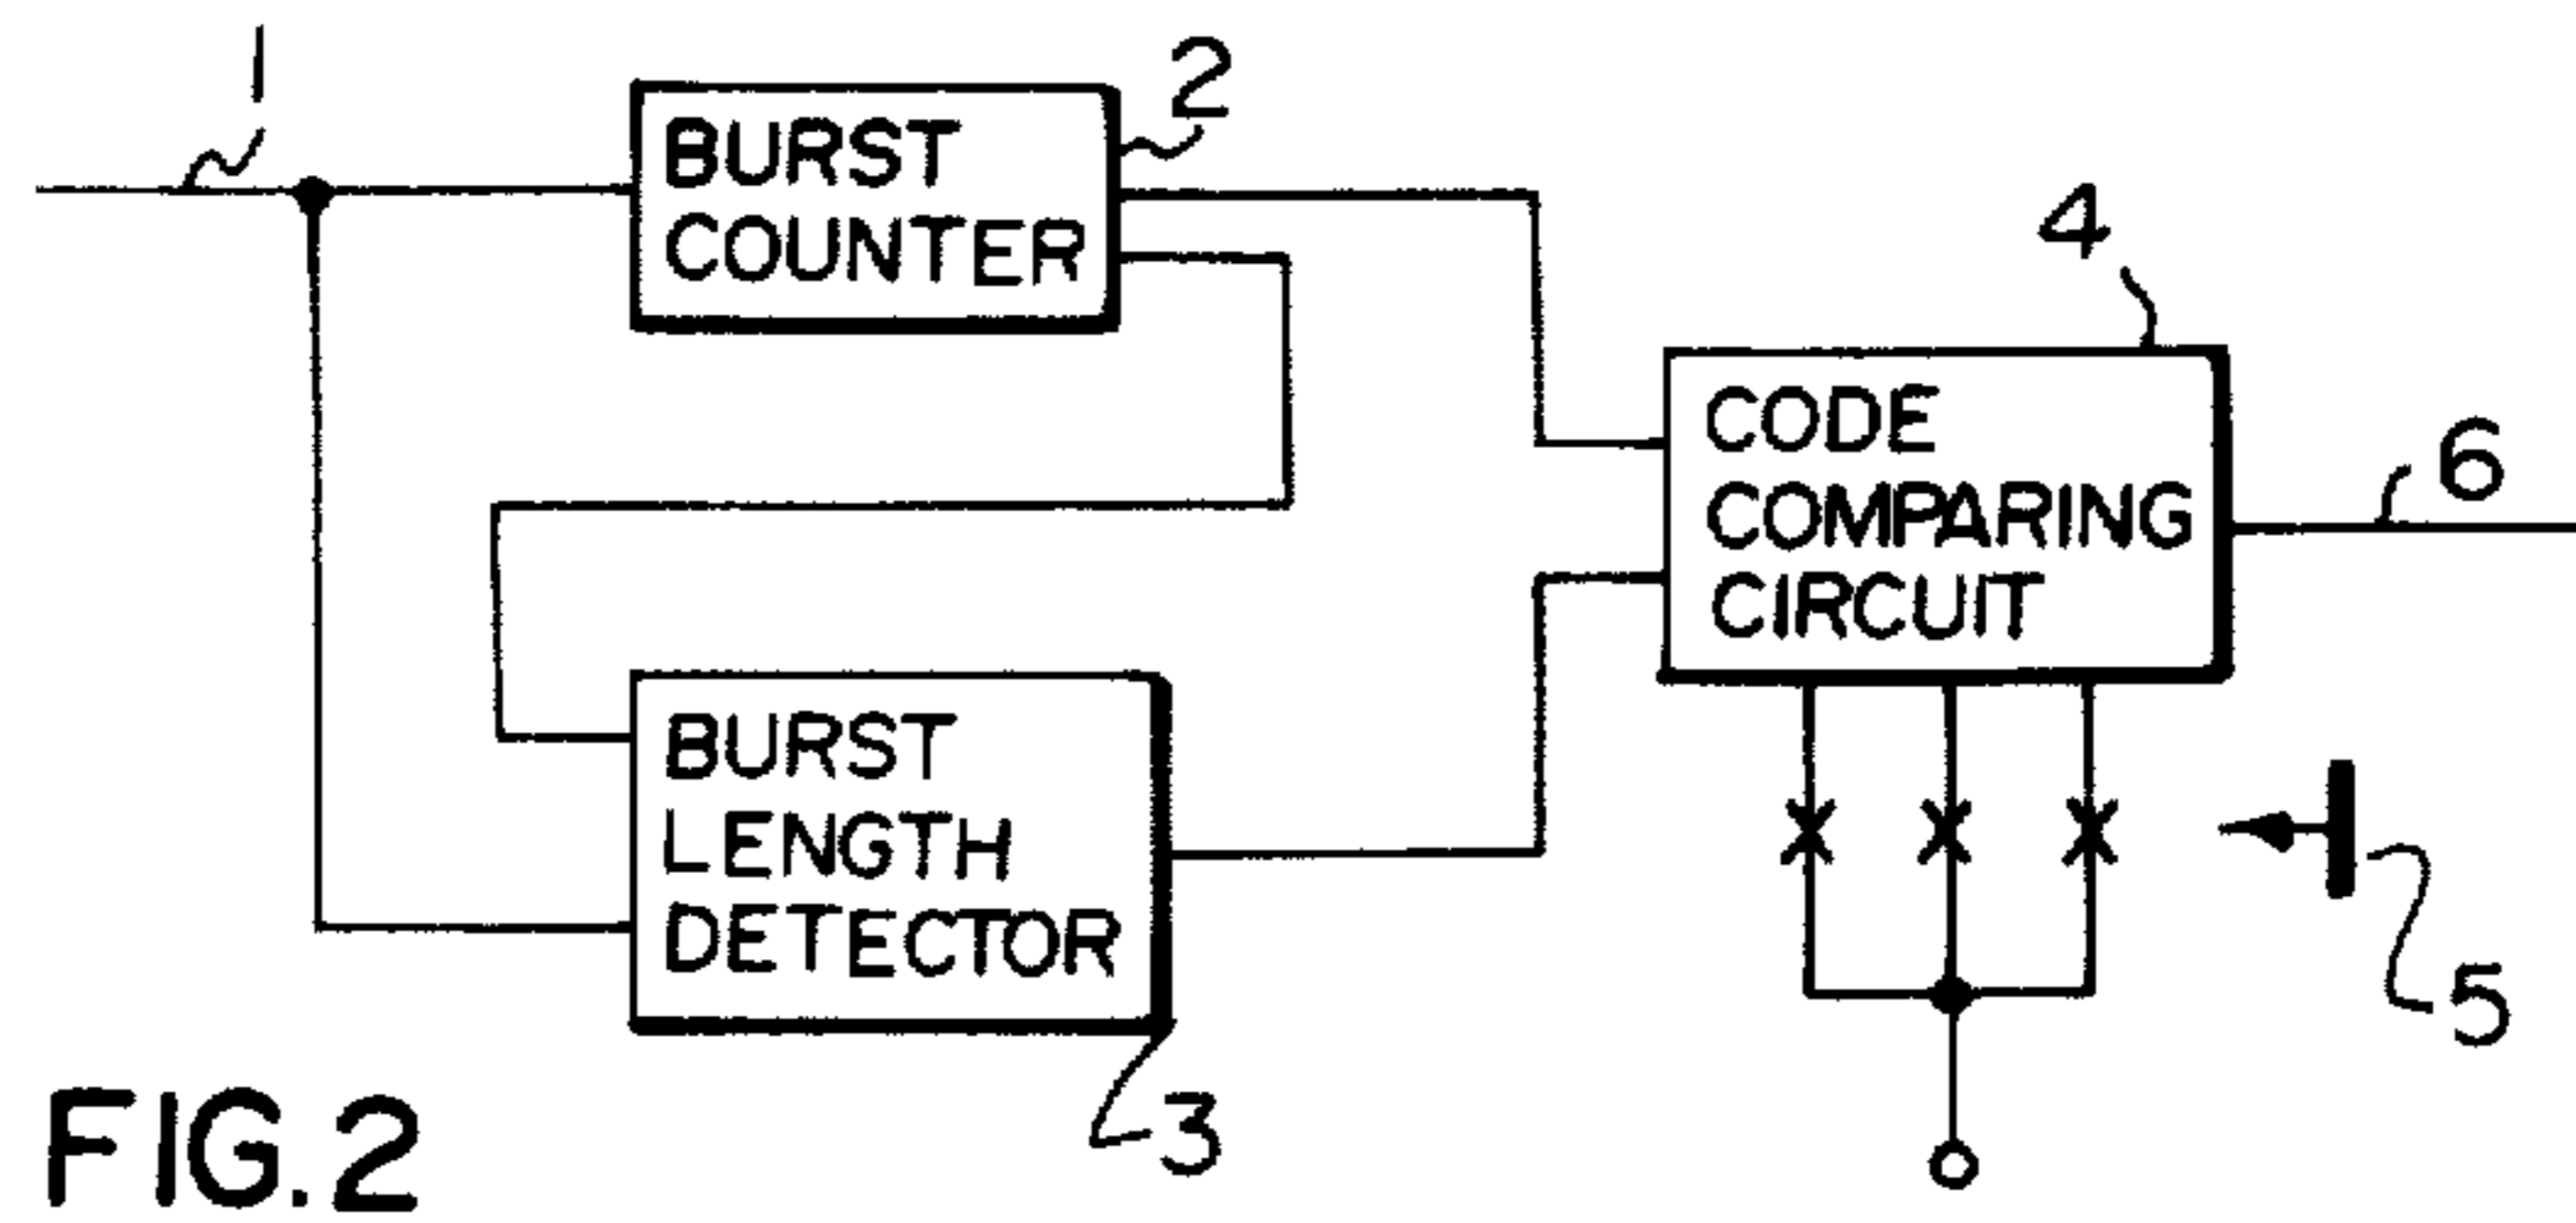 1
2
BURST
COUNTER
4
CODE
COMPARING
CIRCUIT
6
BURST
LENGTH
DETECTOR
3
5
FIG.2